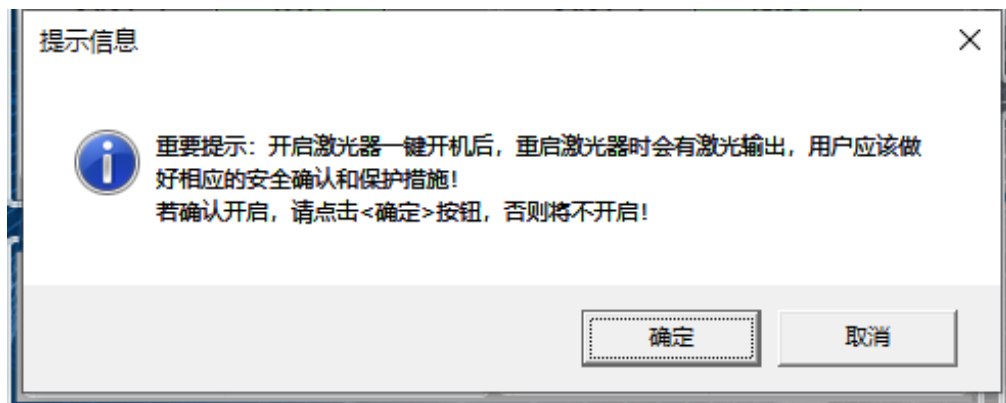 提示信息
重要提示：开启激光器一键开机后，重启激光器时会有激光输出，用户应该做
好相应的安全确认和保护措施！
若确认开启，请点击<确定>按钮，否则将不开启！
确定
取消